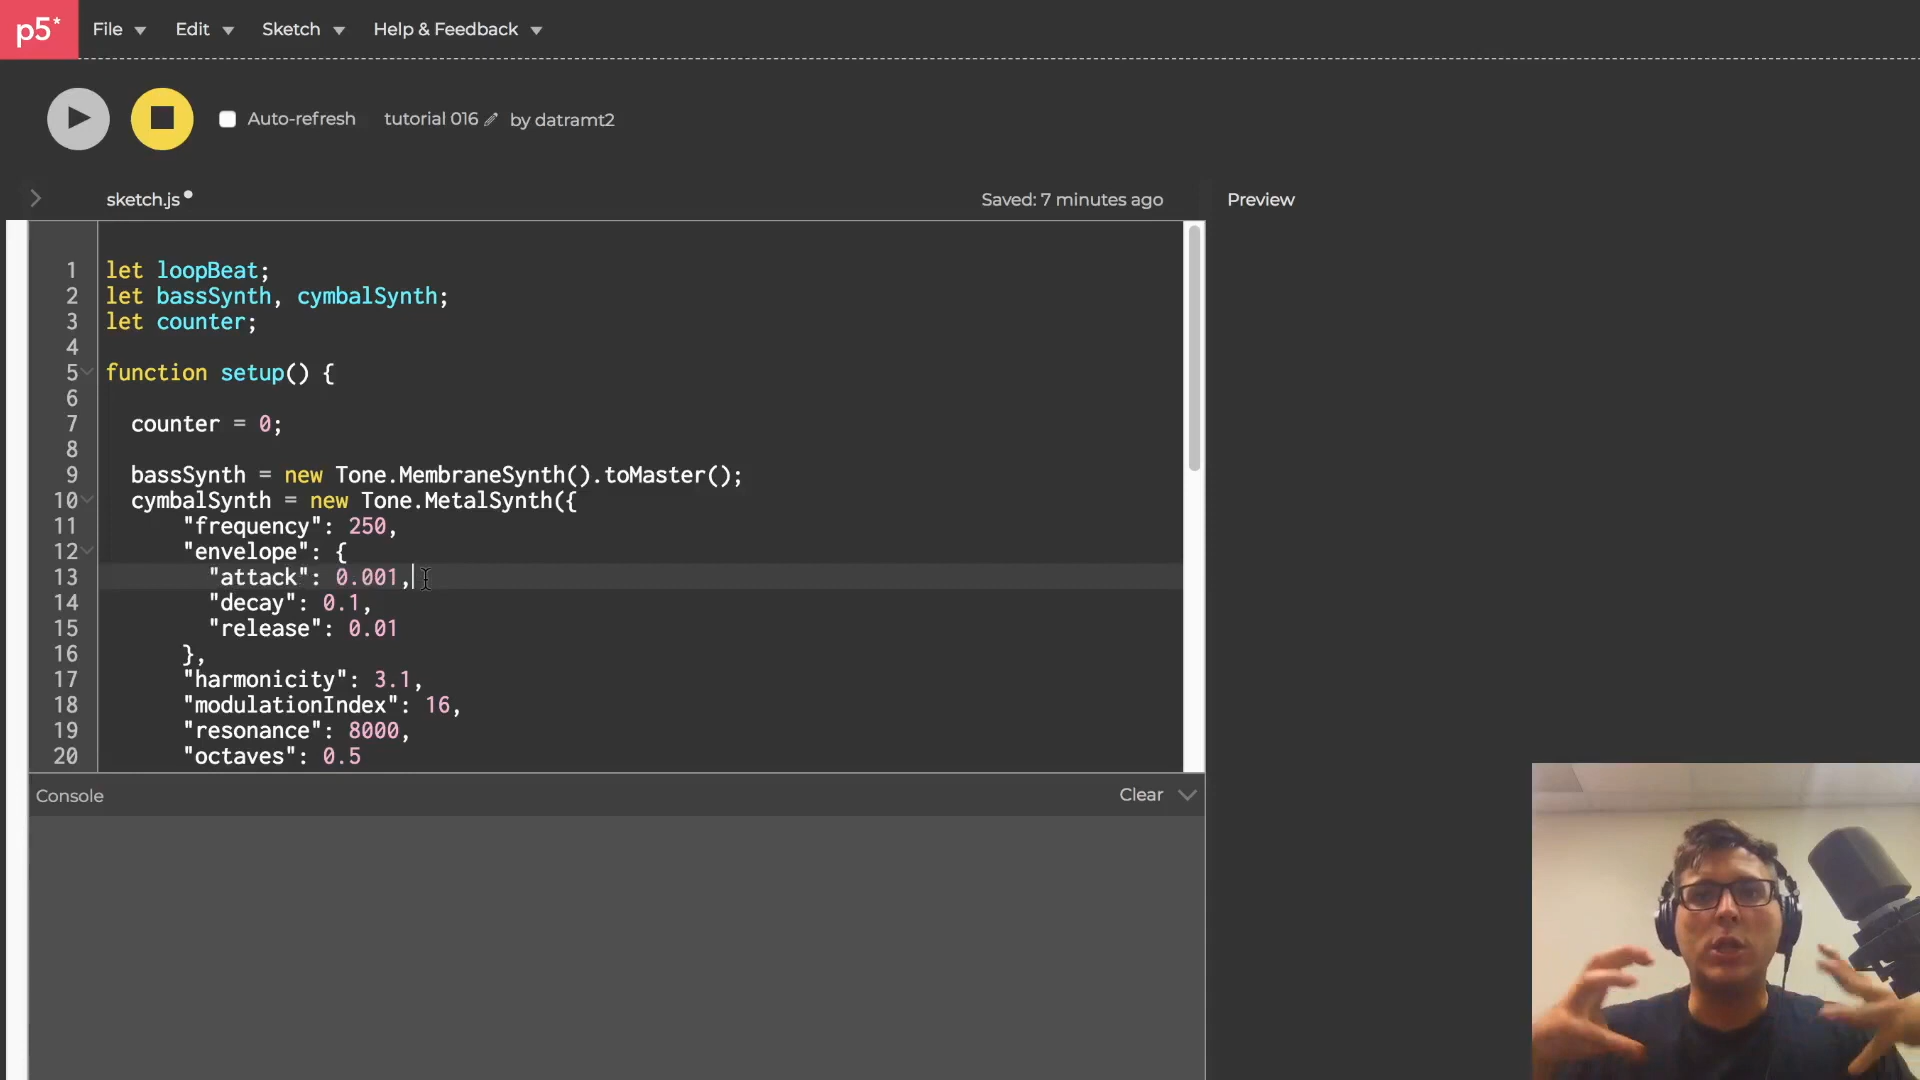 p5* File Edit Sketch Help & Feedback
Auto-refresh tutorial 016 by datramt2
sketch.js Saved: 7 minutes ago Preview
1 let loopBeat;
2 let bassSynth, cymbalSynth;
3 let counter;
4
5 function setup() {
6
7 counter = 0;
8
9 bassSynth = new Tone.MembraneSynth().toMaster();
10 cymbalSynth = new Tone.MetalSynth({
11 "frequency": 250,
12 "envelope": {
13 "attack": 0.001,
14 "decay": 0.1,
15 "release": 0.01
16 },
17 "harmonicity": 3.1,
18 "modulationIndex": 16,
19 "resonance": 8000,
20 "octaves": 0.5
Console Clear